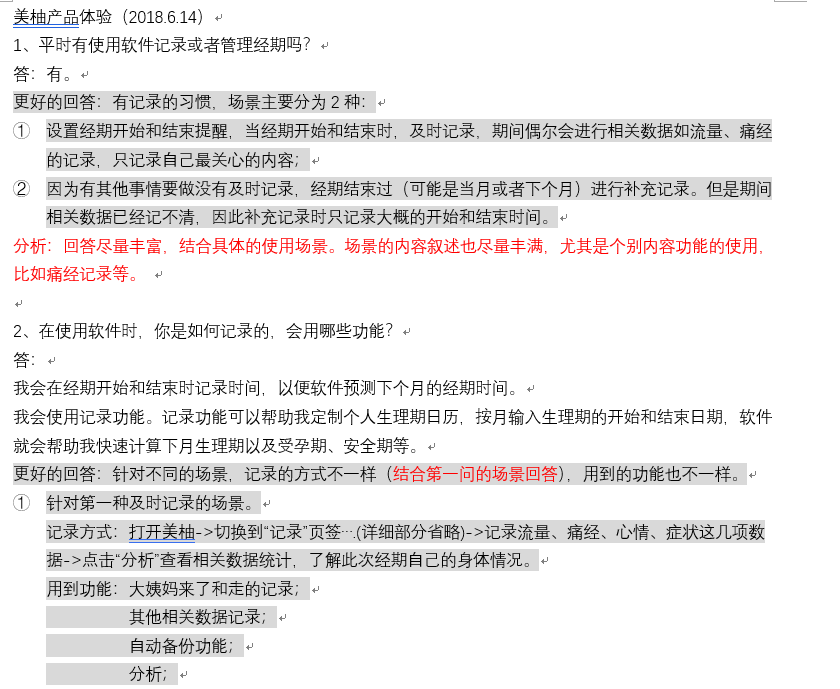 美柚产品体验（2018.6.14）
1、平时有使用软件记录或者管理经期吗？
答：有。
更好的回答：有记录的习惯，场景主要分为 2 种：
① 设置经期开始和结束提醒，当经期开始和结束时，及时记录，期间偶尔会进行相关数据如流量、痛经
的记录，只记录自己最关心的内容；
② 因为有其他事情要做没有及时记录，经期结束过（可能是当月或者下个月）进行补充记录。但是期间
相关数据已经记不清，因此补充记录时只记录大概的开始和结束时间。
分析：回答尽量丰富，结合具体的使用场景。场景的内容叙述也尽量丰满，尤其是个别内容功能的使用，
比如痛经记录等。
2、在使用软件时，你是如何记录的，会用哪些功能？
答：
我会在经期开始和结束时记录时间，以便软件预测下个月的经期时间。
我会使用记录功能。记录功能可以帮助我定制个人生理期日历，按月输入生理期的开始和结束日期，软件
就会帮助我快速计算下月生理期以及受孕期、安全期等。
更好的回答：针对不同的场景，记录的方式不一样（结合第一问的场景回答），用到的功能也不一样。
① 针对第一种及时记录的场景。
记录方式：打开美柚->切换到“记录”页签….(详细部分省略)->记录流量、痛经、心情、症状这几项数
据->点击“分析”查看相关数据统计，了解此次经期自己的身体情况。
用到功能：大姨妈来了和走的记录；
其他相关数据记录；
自动备份功能；
分析；